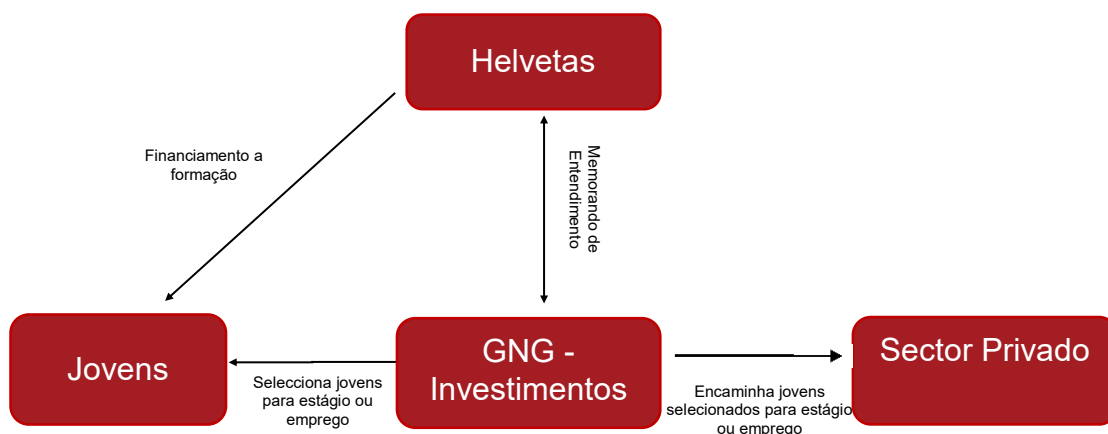 Helvetas
Financiamento a
formação
Memorando de
Entendimento
Jovens
Selecciona jovens
para estágio ou
emprego
GNG -
Investimentos
Encaminha jovens
selecionados para estágio
ou emprego
Sector Privado